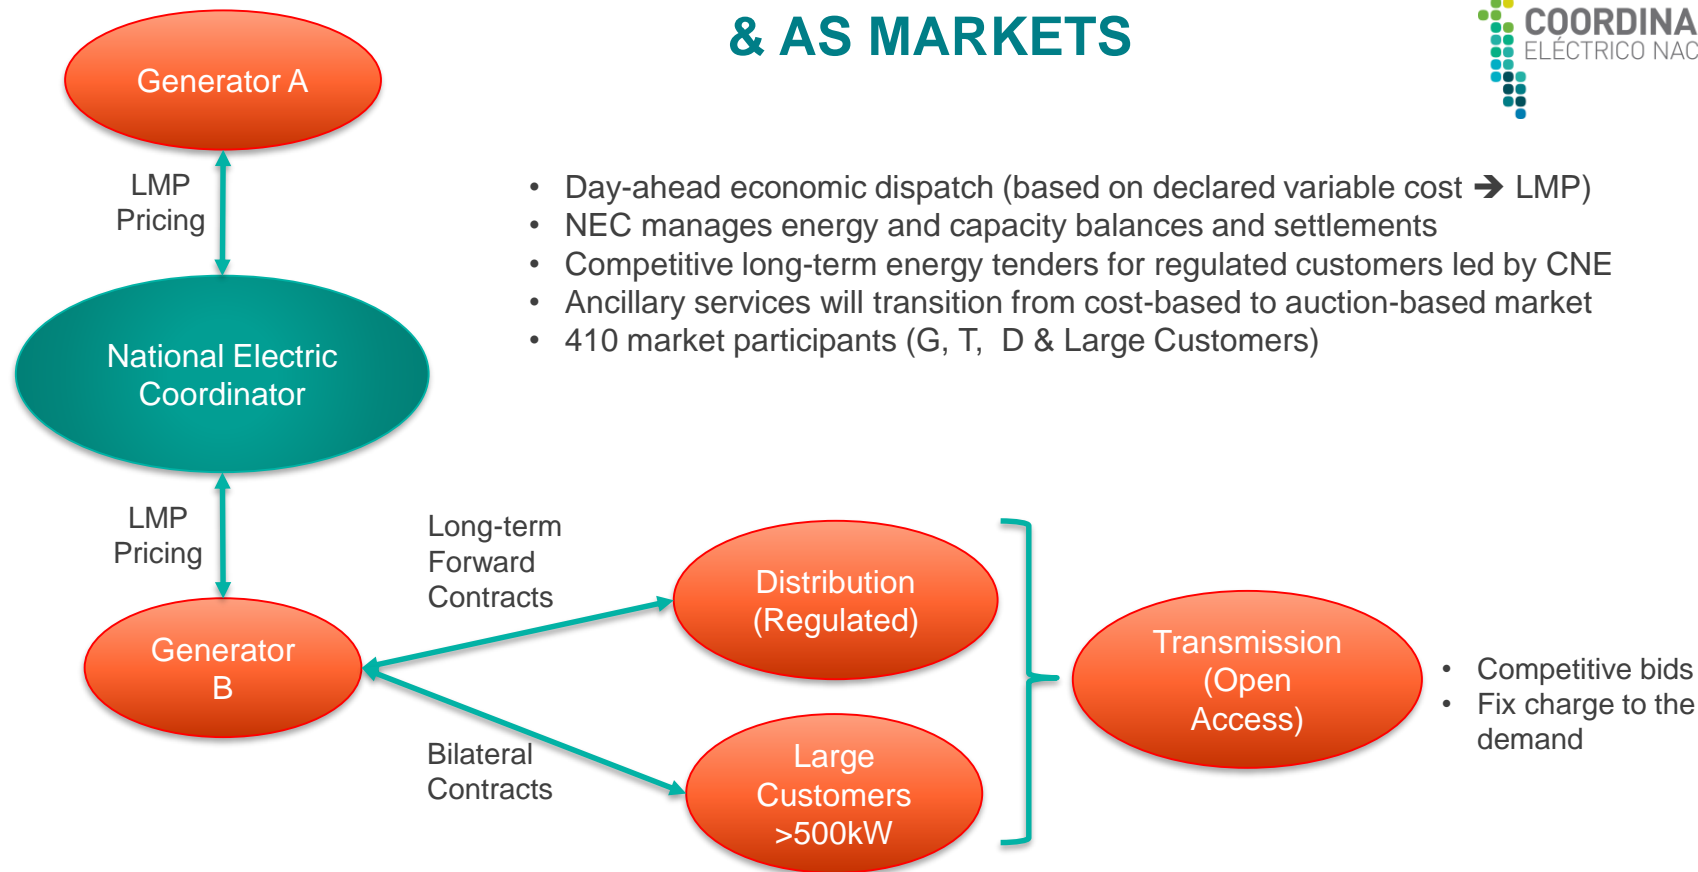 & AS MARKETS
COORDINA
ELÉCTRICO NAC
Generator A
LMP
Pricing
• Day-ahead economic dispatch (based on declared variable cost ➔ LMP)
• NEC manages energy and capacity balances and settlements
• Competitive long-term energy tenders for regulated customers led by CNE
• Ancillary services will transition from cost-based to auction-based market
• 410 market participants (G, T, D & Large Customers)
National Electric
Coordinator
LMP
Pricing
Long-term
Forward
Contracts
Distribution
(Regulated)
Generator
B
Transmission
(Open
Access)
• Competitive bids
• Fix charge to the
demand
Bilateral
Contracts
Large
Customers
>500kW